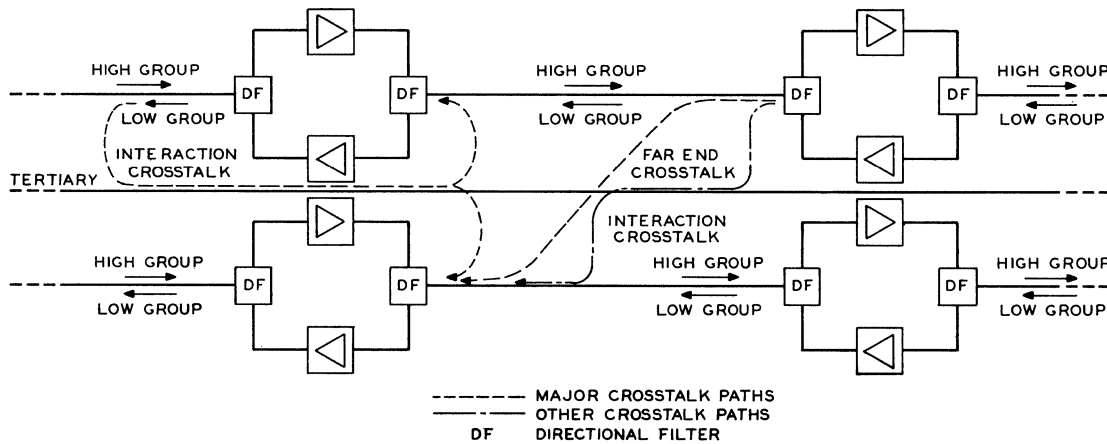 HIGH GROUP
DF
LOW GROUP
DF
HIGH GROUP
LOW GROUP
DF
DF
HIGH GROUP
LOW GROUP
INTERACTION
CROSSTALK
FAR END
CROSSTALK
TERTIARY
INTERACTION
CROSSTALK
HIGH GROUP
LOW GROUP
DF
DF
HIGH GROUP
LOW GROUP
DF
DF
HIGH GROUP
LOW GROUP
MAJOR CROSSTALK PATHS
OTHER CROSSTALK PATHS
DF DIRECTIONAL FILTER